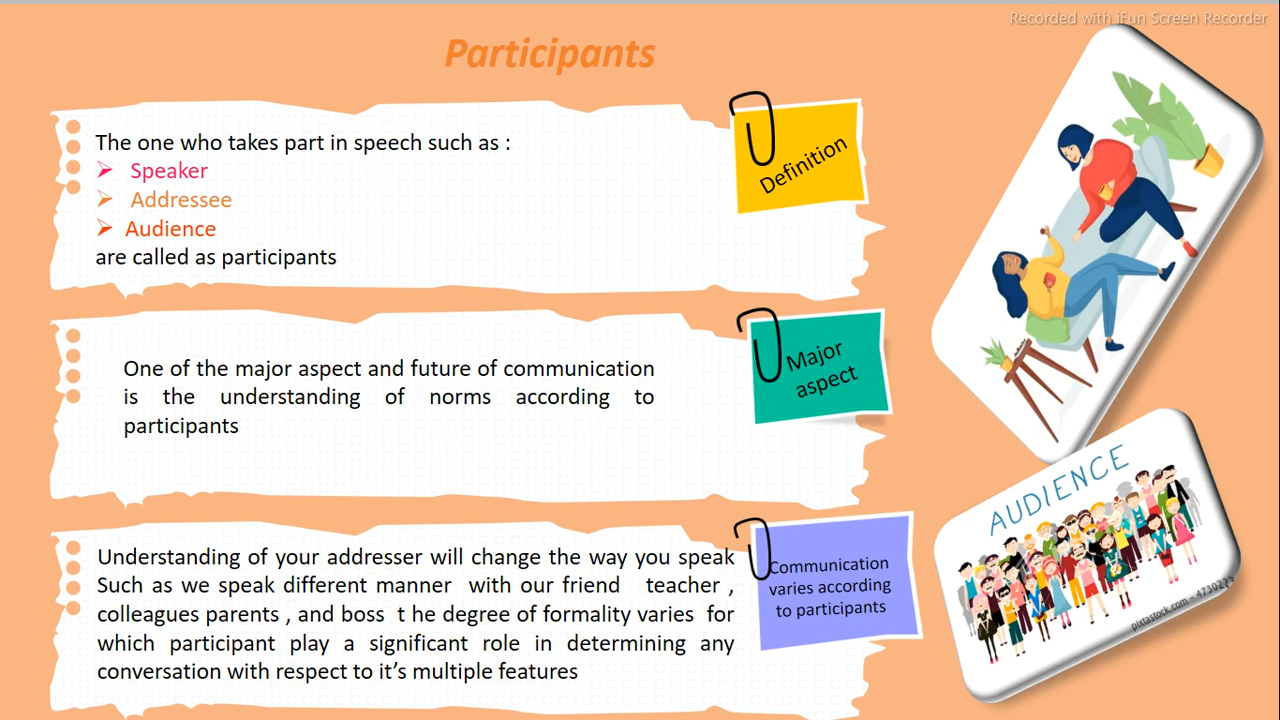 Recorded with iFun Screen Recorder
Participants
The one who takes part in speech such as :
➢ Speaker
➢ Addressee
➢ Audience
are called as participants
Definition
One of the major aspect and future of communication
is the understanding of norms according to
participants
Major
aspect
Understanding of your addresser will change the way you speak
Such as we speak different manner with our friend teacher ,
colleagues parents , and boss t he degree of formality varies for
which participant play a significant role in determining any
conversation with respect to it’s multiple features
Communication
varies according
to participants
AUDIENCE
pixtastock.com -